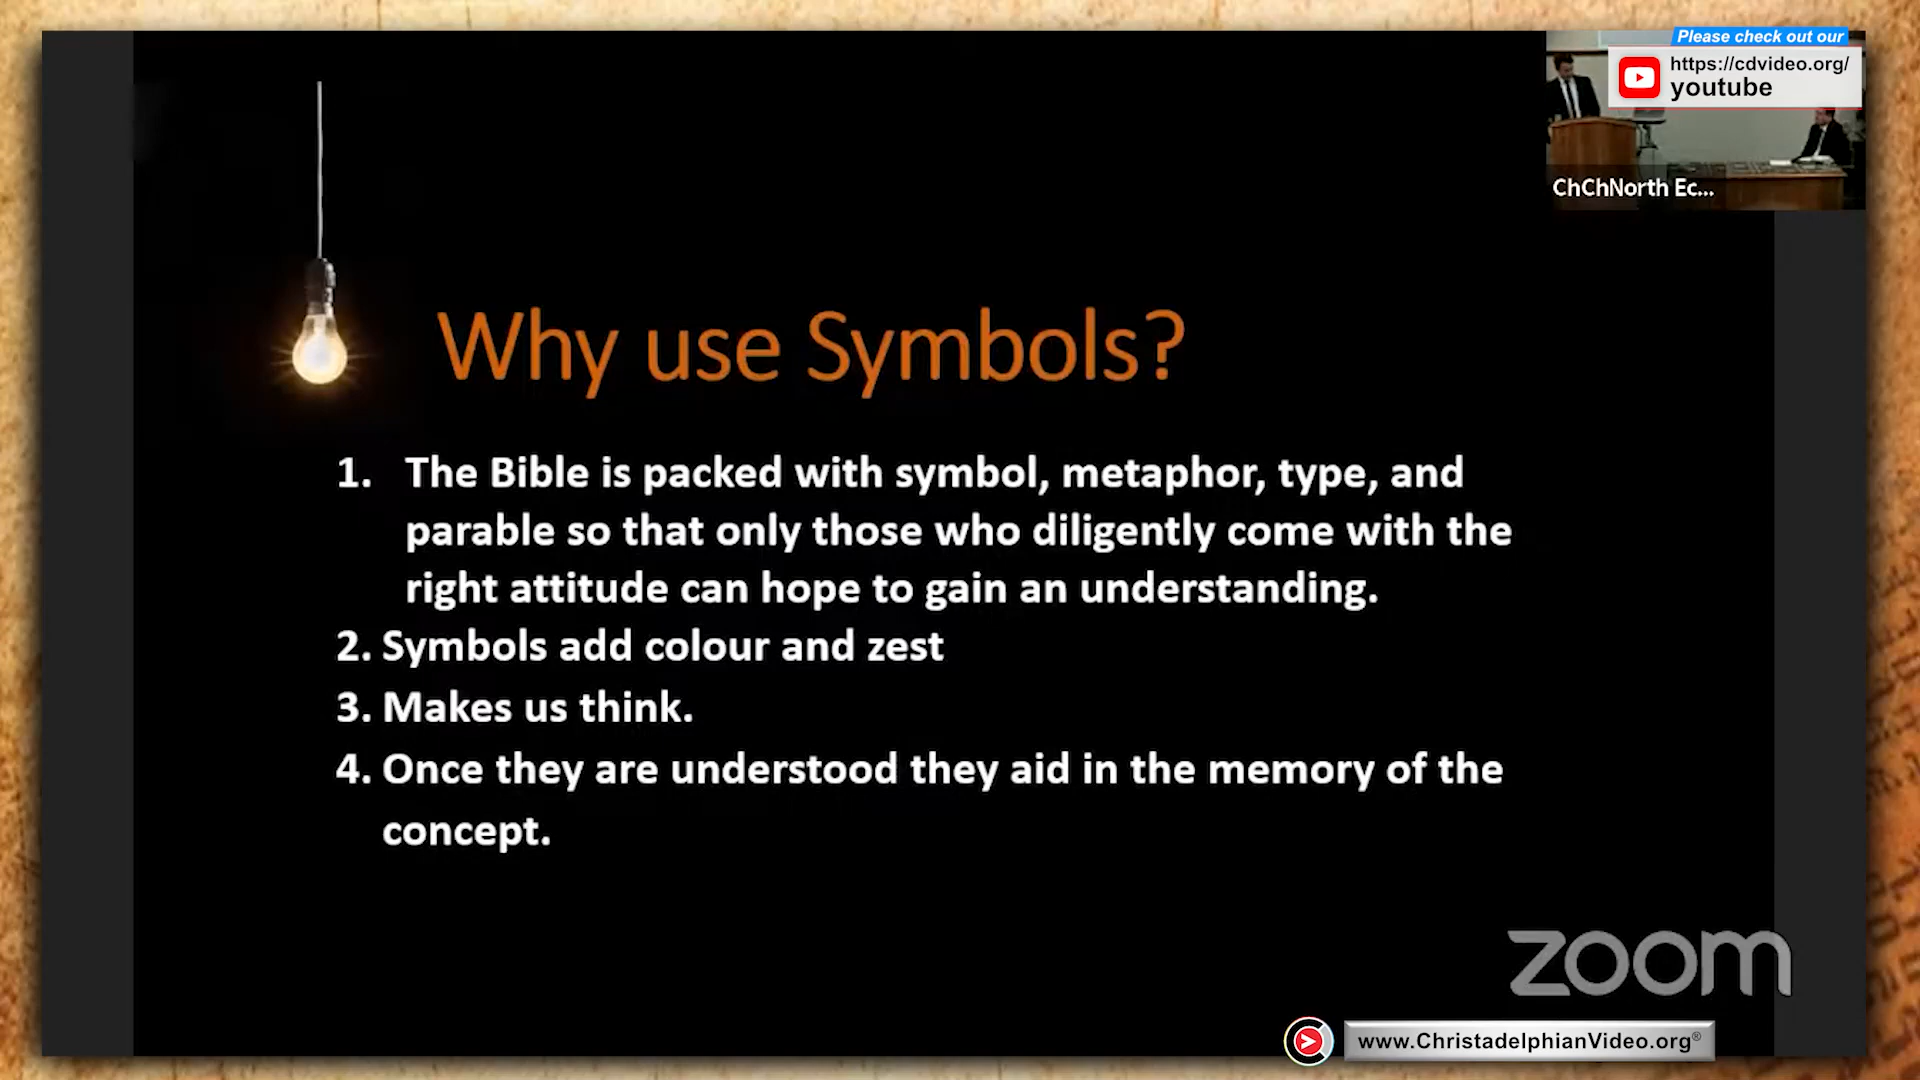 Please check out our
https://cdvideo.org/
youtube
ChChNorth Ec...
Why use Symbols?
1. The Bible is packed with symbol, metaphor, type, and
parable so that only those who diligently come with the
right attitude can hope to gain an understanding.
2. Symbols add colour and zest
3. Makes us think.
4. Once they are understood they aid in the memory of the
concept.
zoom
www.ChristadelphianVideo.org®